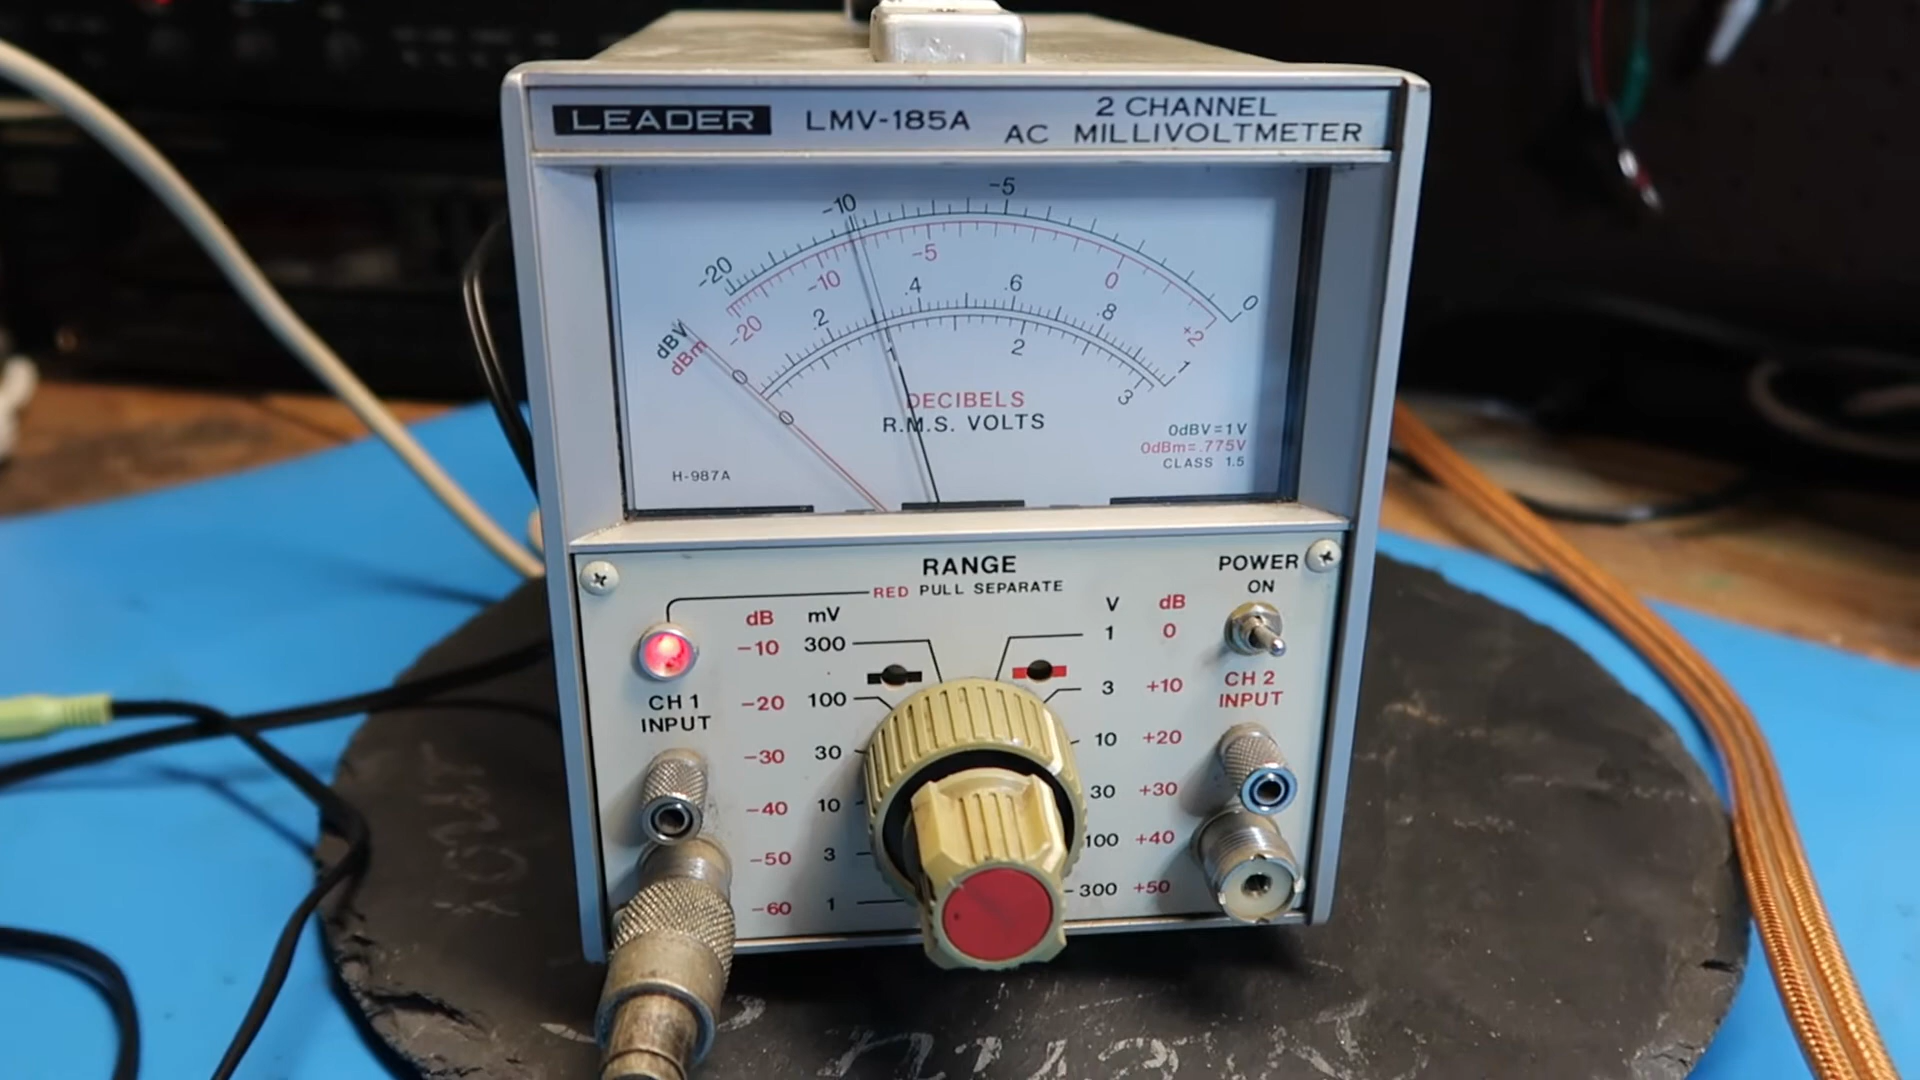 LEADER LMV-185A 2 CHANNEL
AC MILLIVOLTMETER
-20 -10 -5 0
-20 -10 -5 0 +2
dBV
dBm
0 .2 .4 .6 .8 1
0 1 2 3
DECIBELS
R.M.S. VOLTS
0dBV=1V
0dBm=.775V
CLASS 1.5
H-987A
RANGE
RED PULL SEPARATE
POWER
ON
dB mV V dB
-10 300 1 0
-20 100 3 +10
-30 30 10 +20
-40 10 30 +30
-50 3 100 +40
-60 1 300 +50
CH 1
INPUT
CH 2
INPUT